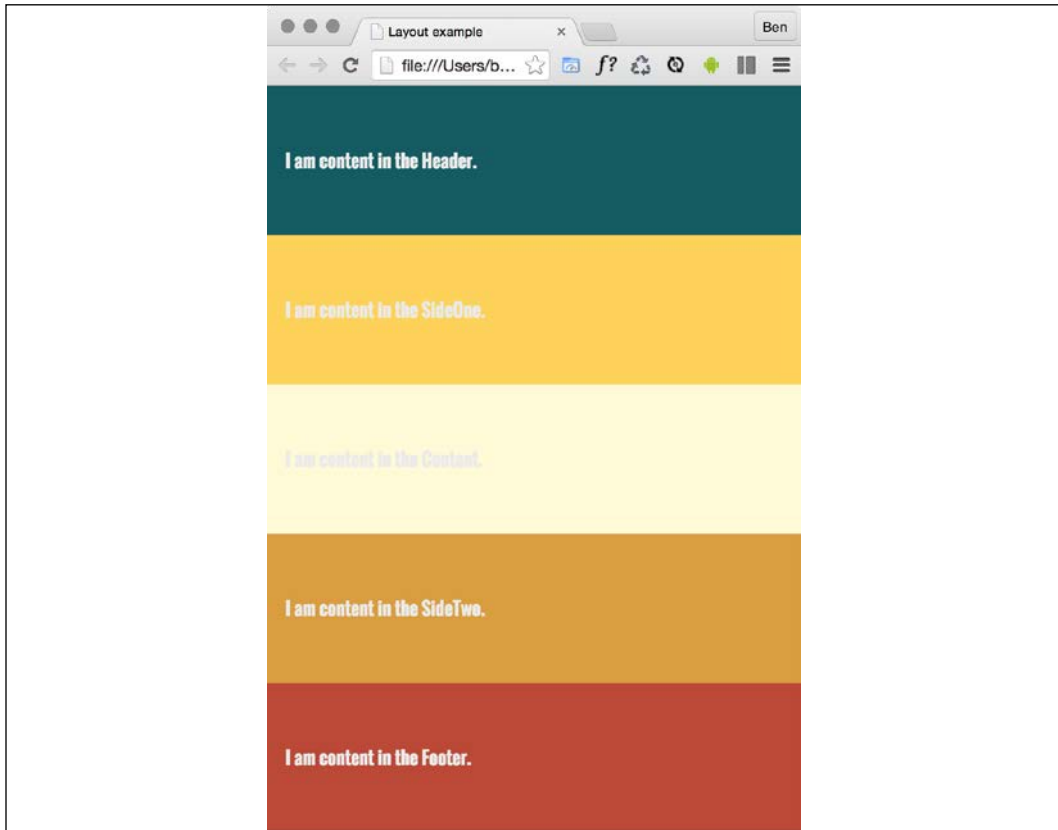 Layout example
Ben
file:///Users/b...
f?
I am content in the Header.
I am content in the SideOne.
I am content in the Content.
I am content in the SideTwo.
I am content in the Footer.